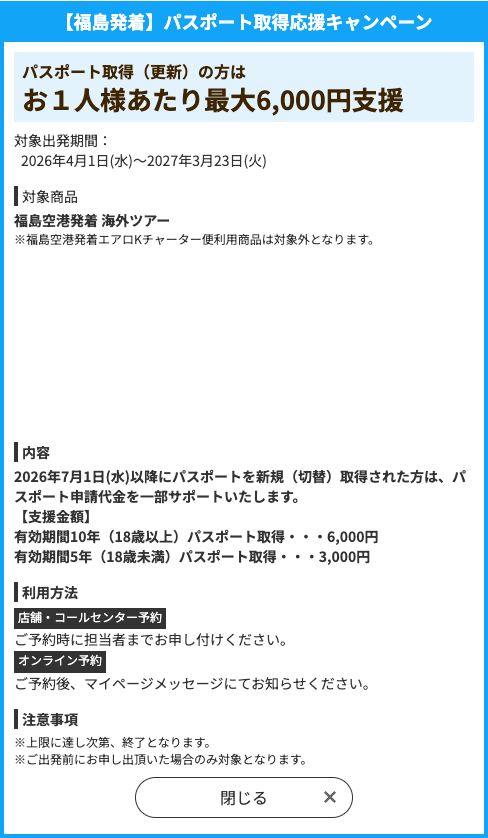 【福島発着】パスポート取得応援キャンペーン
パスポート取得（更新）の方は
お１人様あたり最大6,000円支援
対象出発期間：
2026年4月1日(水)～2027年3月23日(火)
対象商品
福島空港発着 海外ツアー
※福島空港発着エアロKチャーター便利用商品は対象外となります。
内容
2026年7月1日(水)以降にパスポートを新規（切替）取得された方は、パ
スポート申請代金を一部サポートいたします。
【支援金額】
有効期間10年（18歳以上）パスポート取得・・・6,000円
有効期間5年（18歳未満）パスポート取得・・・3,000円
利用方法
店舗・コールセンター予約
ご予約時に担当者までお申し付けください。
オンライン予約
ご予約後、マイページメッセージにてお知らせください。
注意事項
※上限に達し次第、終了となります。
※ご出発前にお申し出頂いた場合のみ対象となります。
閉じる ×